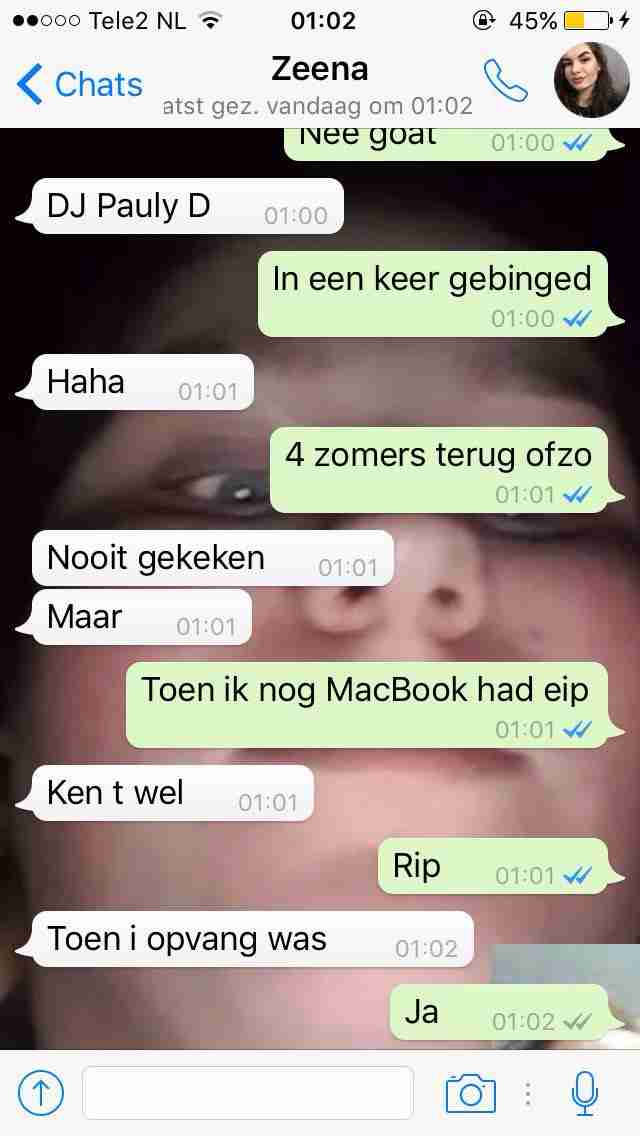 Tele2 NL 01:02 45%
Chats Zeena
atst gez. vandaag om 01:02
Nee goat 01:00
DJ Pauly D 01:00
In een keer gebinged
01:00
Haha 01:01
4 zomers terug ofzo
01:01
Nooit gekeken 01:01
Maar 01:01
Toen ik nog MacBook had eip
01:01
Ken t wel 01:01
Rip 01:01
Toen i opvang was 01:02
Ja 01:02